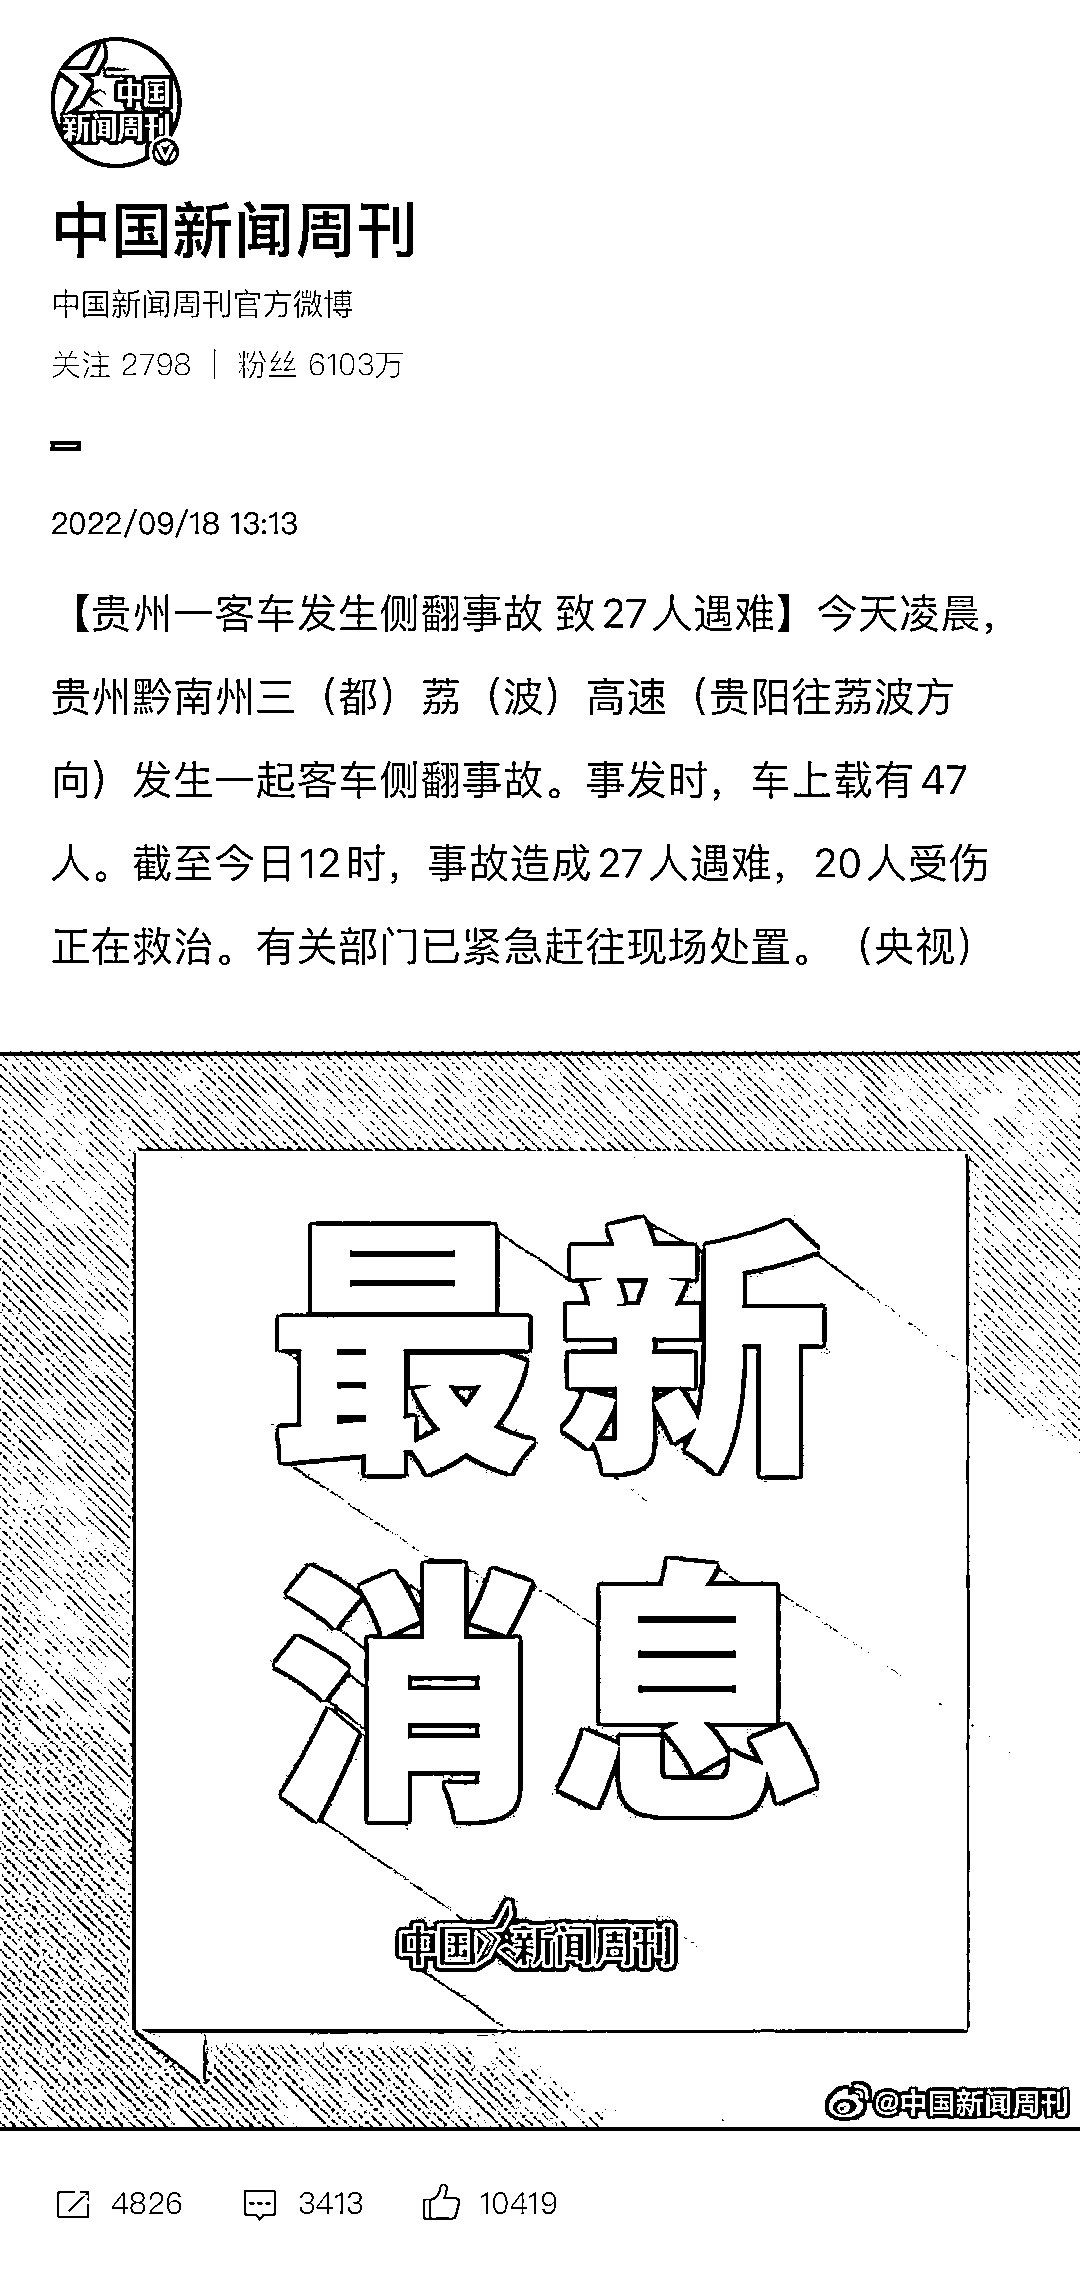 中国
新闻周刊
中国新闻周刊
中国新闻周刊官方微博
关注 2798 | 粉丝 6103万
2022/09/18 13:13
【贵州一客车发生侧翻事故 致27人遇难】今天凌晨，
贵州黔南州三（都）荔（波）高速（贵阳往荔波方
向）发生一起客车侧翻事故。事发时，车上载有47
人。截至今日12时，事故造成27人遇难，20人受伤
正在救治。有关部门已紧急赶往现场处置。（央视）
最新
消息
中国新闻周刊
@中国新闻周刊
4826 3413 10419